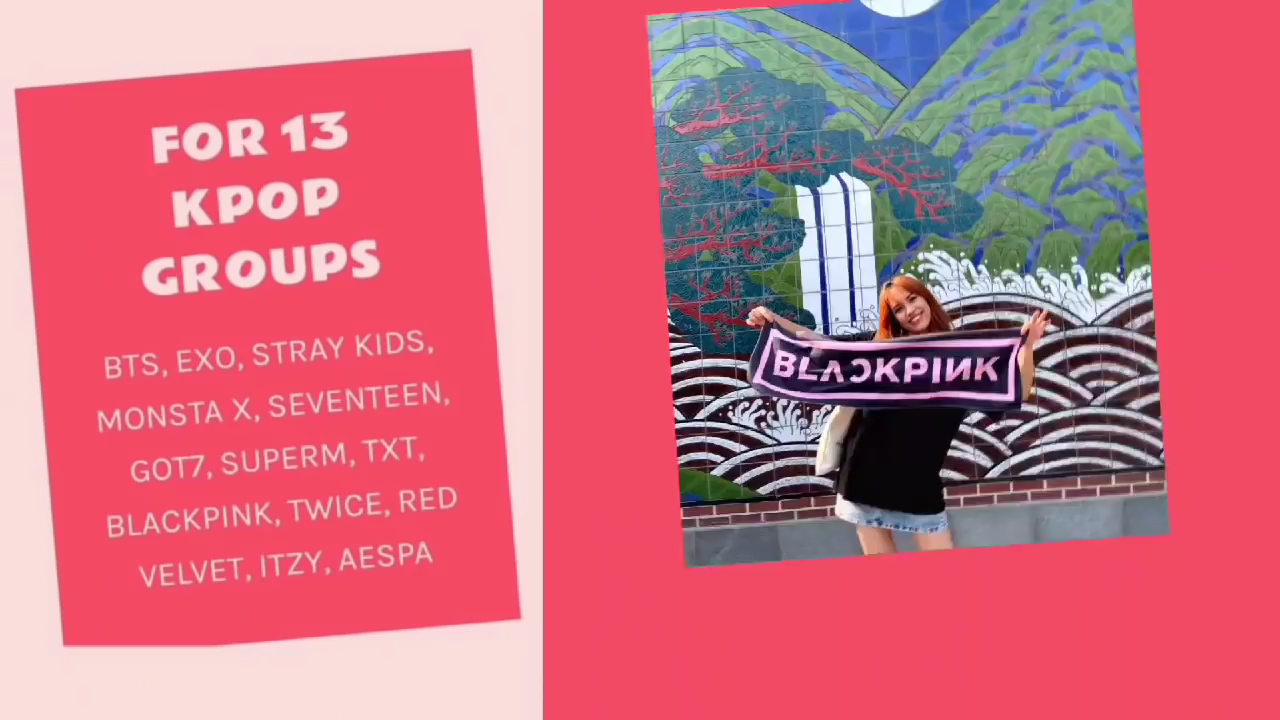 FOR 13
KPOP
GROUPS
BTS, EXO, STRAY KIDS,
MONSTA X, SEVENTEEN,
GOT7, SUPERM, TXT,
BLACKPINK, TWICE, RED
VELVET, ITZY, AESPA
BLACKPINK